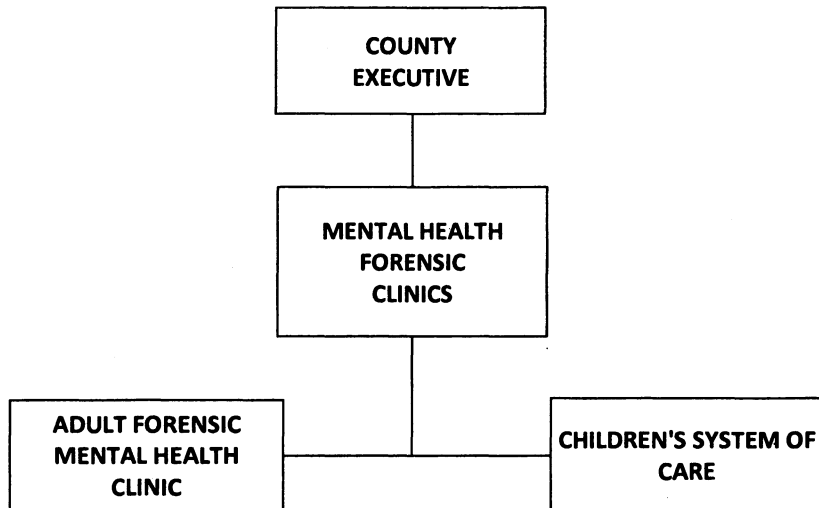 COUNTY
EXECUTIVE
MENTAL HEALTH
FORENSIC
CLINICS
ADULT FORENSIC
MENTAL HEALTH
CLINIC
CHILDREN'S SYSTEM OF
CARE